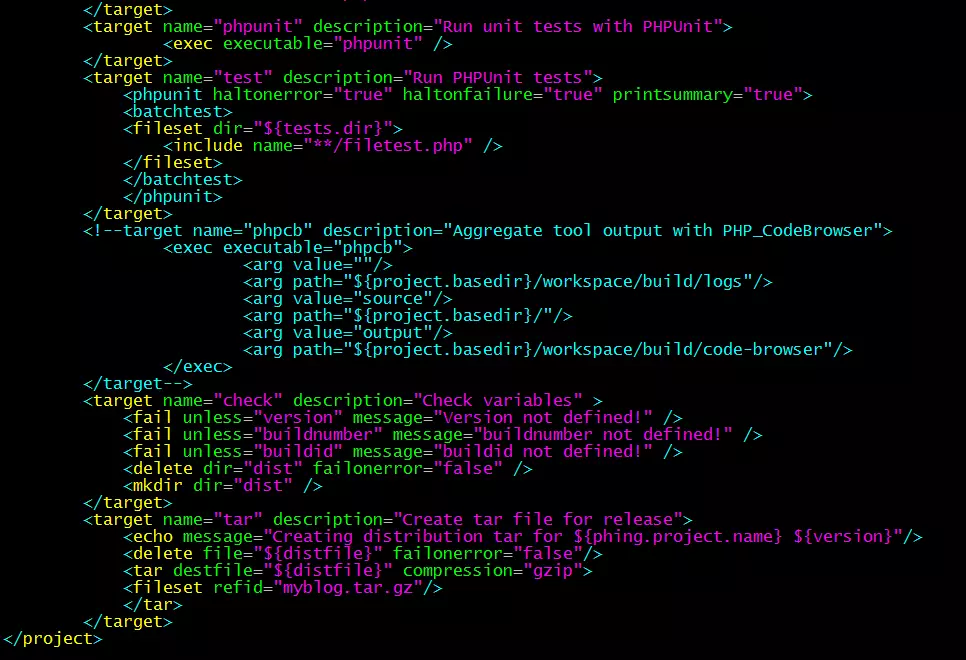 </target>
<target name="phpunit" description="Run unit tests with PHPUnit">
<exec executable="phpunit" />
</target>
<target name="test" description="Run PHPUnit tests">
<phpunit haltonerror="true" haltonfailure="true" printsummary="true">
<batchtest>
<fileset dir="${tests.dir}">
<include name="**/filetest.php" />
</fileset>
</batchtest>
</phpunit>
</target>
<!--target name="phpcb" description="Aggregate tool output with PHP_CodeBrowser">
<exec executable="phpcb">
<arg value=""/>
<arg path="${project.basedir}/workspace/build/logs"/>
<arg value="source"/>
<arg path="${project.basedir}/"/>
<arg value="output"/>
<arg path="${project.basedir}/workspace/build/code-browser"/>
</exec>
</target-->
<target name="check" description="Check variables" >
<fail unless="version" message="Version not defined!" />
<fail unless="buildnumber" message="buildnumber not defined!" />
<fail unless="buildid" message="buildid not defined!" />
<delete dir="dist" failonerror="false" />
<mkdir dir="dist" />
</target>
<target name="tar" description="Create tar file for release">
<echo message="Creating distribution tar for ${phing.project.name} ${version}"/>
<delete file="${distfile}" failonerror="false"/>
<tar destfile="${distfile}" compression="gzip">
<fileset refid="myblog.tar.gz"/>
</tar>
</target>
</project>